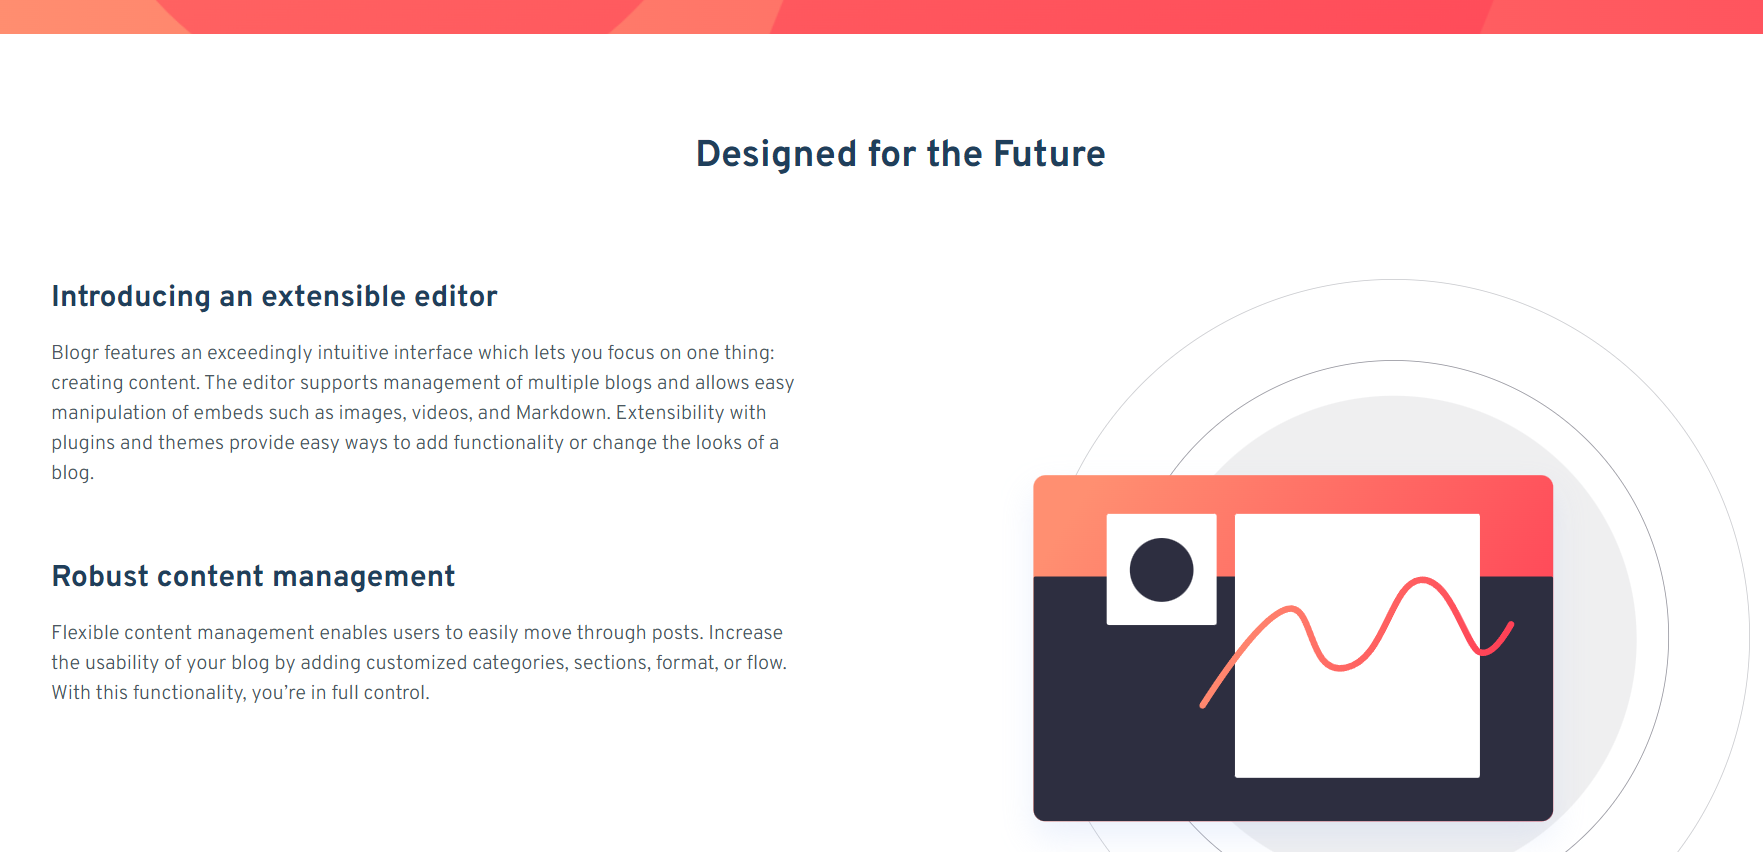 Designed for the Future
Introducing an extensible editor
Blogr features an exceedingly intuitive interface which lets you focus on one thing:
creating content. The editor supports management of multiple blogs and allows easy
manipulation of embeds such as images, videos, and Markdown. Extensibility with
plugins and themes provide easy ways to add functionality or change the looks of a
blog.
Robust content management
Flexible content management enables users to easily move through posts. Increase
the usability of your blog by adding customized categories, sections, format, or flow.
With this functionality, you’re in full control.